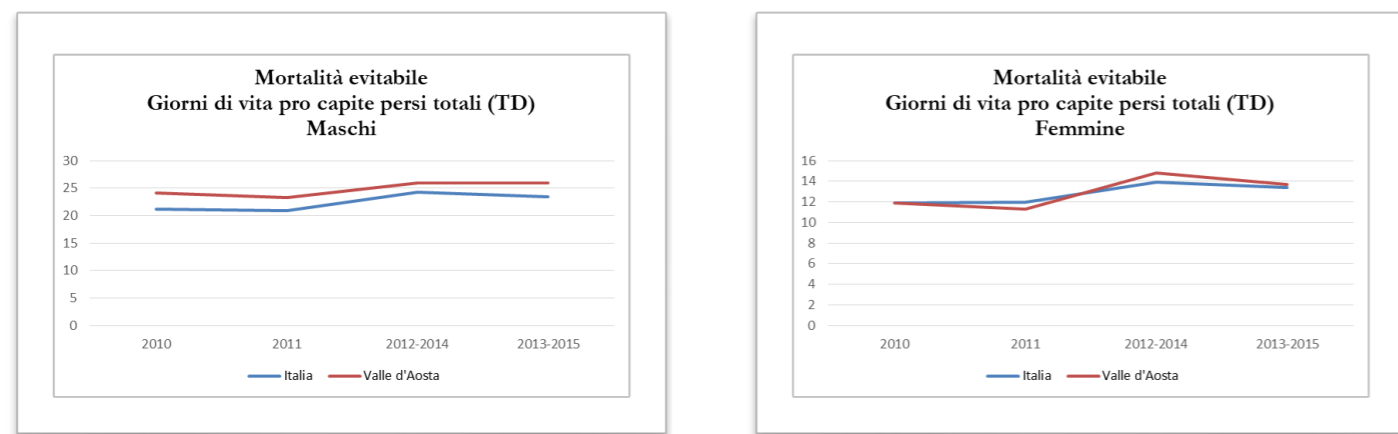 Mortalità evitabile
Giorni di vita pro capite persi totali (TD)
Maschi
30
25
20
15
10
5
0
2010 2011 2012-2014 2013-2015
Italia Valle d'Aosta
Mortalità evitabile
Giorni di vita pro capite persi totali (TD)
Femmine
16
14
12
10
8
6
4
2
0
2010 2011 2012-2014 2013-2015
Italia Valle d'Aosta